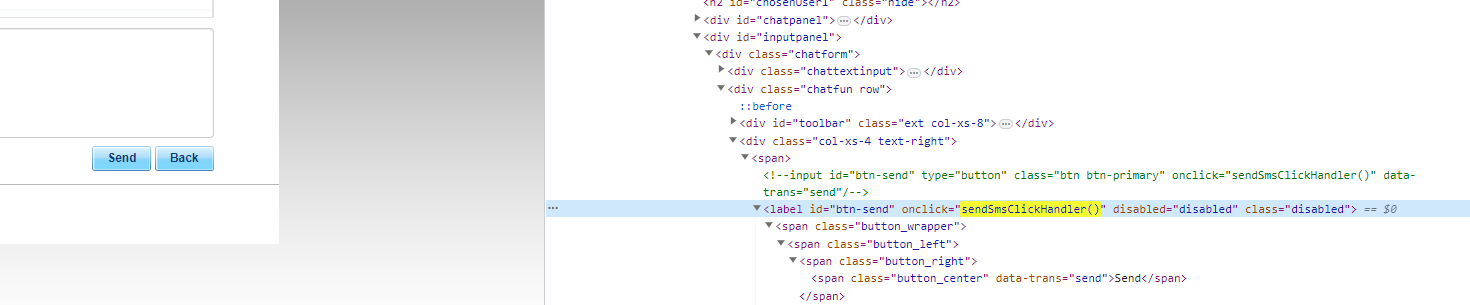 <h2 id="chosenUser1" class="hide"></h2>
▶<div id="chatpanel">…</div>
▼<div id="inputpanel">
▼<div class="chatform">
▶<div class="chattextinput">…</div>
▼<div class="chatfun row">
::before
▶<div id="toolbar" class="ext col-xs-8">…</div>
▼<div class="col-xs-4 text-right">
Send Back
▼<span>
<!--input id="btn-send" type="button" class="btn btn-primary" onclick="sendSmsClickHandler()" data-
trans="send"/-->
… ▼<label id="btn-send" onclick="sendSmsClickHandler()" disabled="disabled" class="disabled"> == $0
▼<span class="button_wrapper">
▼<span class="button_left">
▼<span class="button_right">
<span class="button_center" data-trans="send">Send</span>
</span>